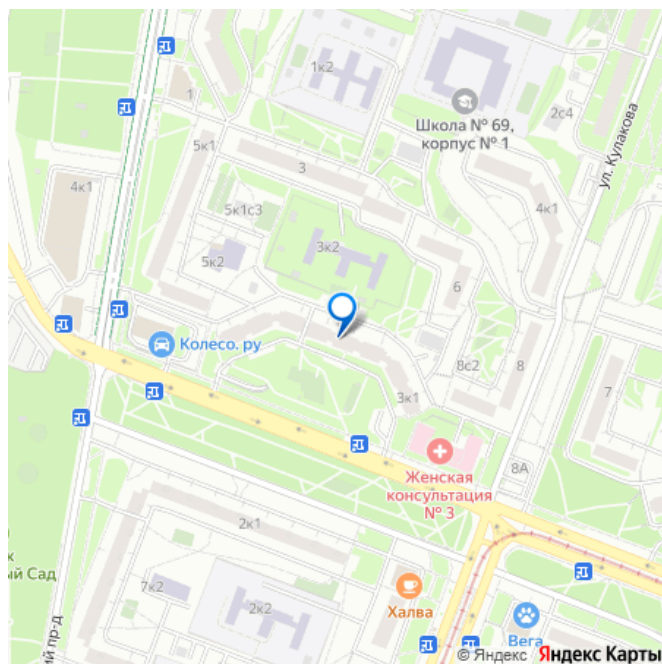 1к2
1
Школа № 69,
корпус № 1
2с4
ул. Кулакова
5к1
3
4к1
5к1с3
4к1
3к2
5к2
6
Колесо.ру
8с2
8
3к1
7
Женская
консультация
№ 3
8А
2к1
к
ый Сад
7к2
2к2
Халва
Вега
ий пр-д
© Яндекс Яндекс Карты